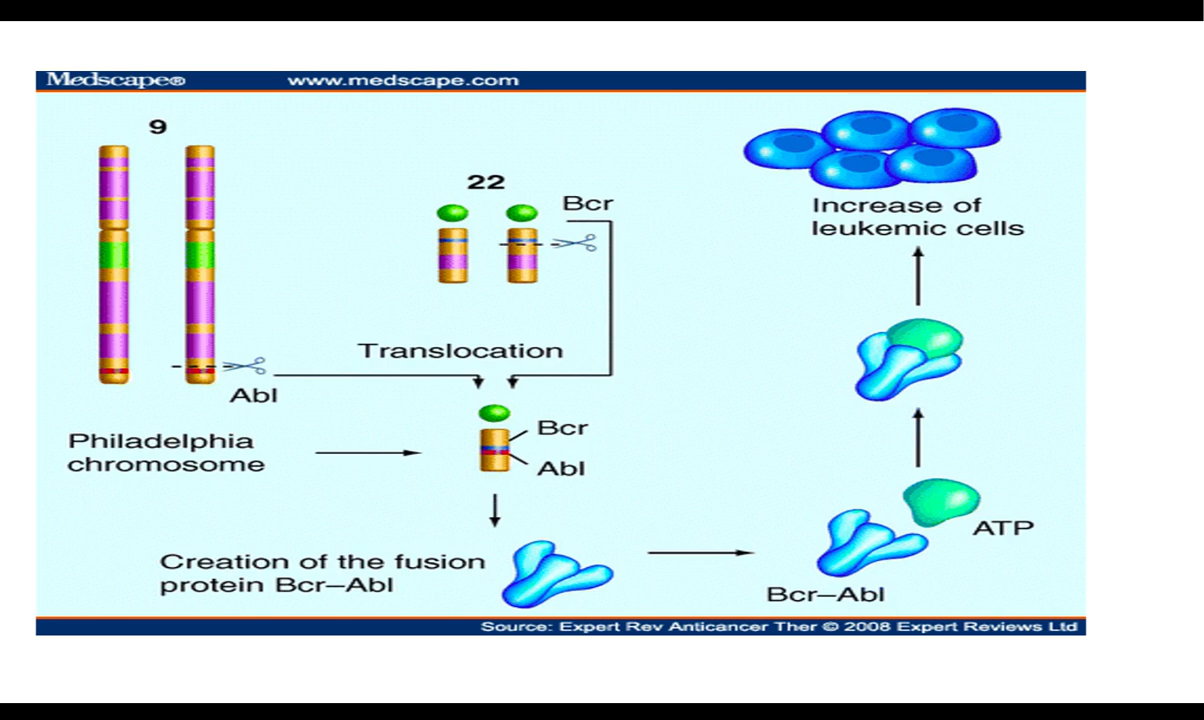 Medscape® www.medscape.com
9
22
Bcr
Increase of
leukemic cells
Translocation
Abl
Bcr
Philadelphia
chromosome
Abl
ATP
Creation of the fusion
protein Bcr–Abl
Bcr–Abl
Source: Expert Rev Anticancer Ther © 2008 Expert Reviews Ltd